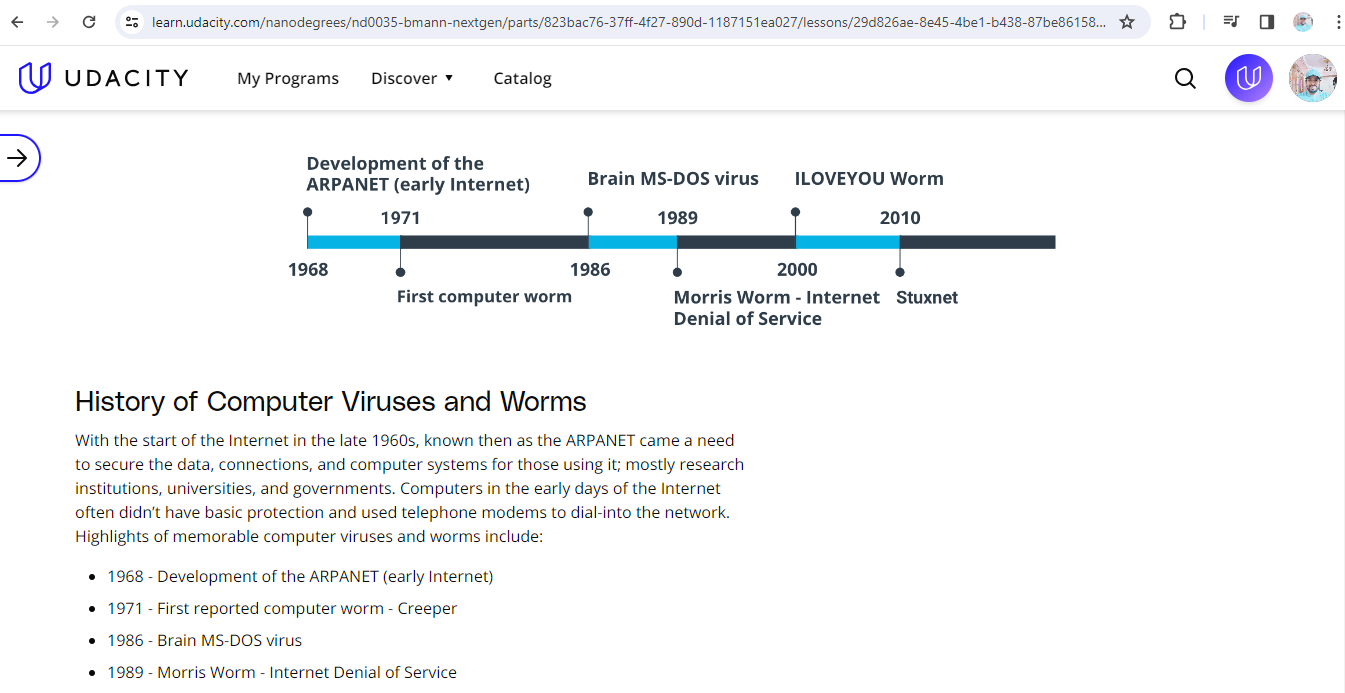 learn.udacity.com/nanodegrees/nd0035-bmann-nextgen/parts/823bac76-37ff-4f27-890d-1187151ea027/lessons/29d826ae-8e45-4be1-b438-87be86158...
UDACITY My Programs Discover ▼ Catalog
Development of the
ARPANET (early Internet)
Brain MS-DOS virus
ILOVEYOU Worm
1971 1989 2010
1968 1986 2000
First computer worm
Morris Worm - Internet
Denial of Service
Stuxnet
History of Computer Viruses and Worms
With the start of the Internet in the late 1960s, known then as the ARPANET came a need
to secure the data, connections, and computer systems for those using it; mostly research
institutions, universities, and governments. Computers in the early days of the Internet
often didn’t have basic protection and used telephone modems to dial-into the network.
Highlights of memorable computer viruses and worms include:
• 1968 - Development of the ARPANET (early Internet)
• 1971 - First reported computer worm - Creeper
• 1986 - Brain MS-DOS virus
• 1989 - Morris Worm - Internet Denial of Service